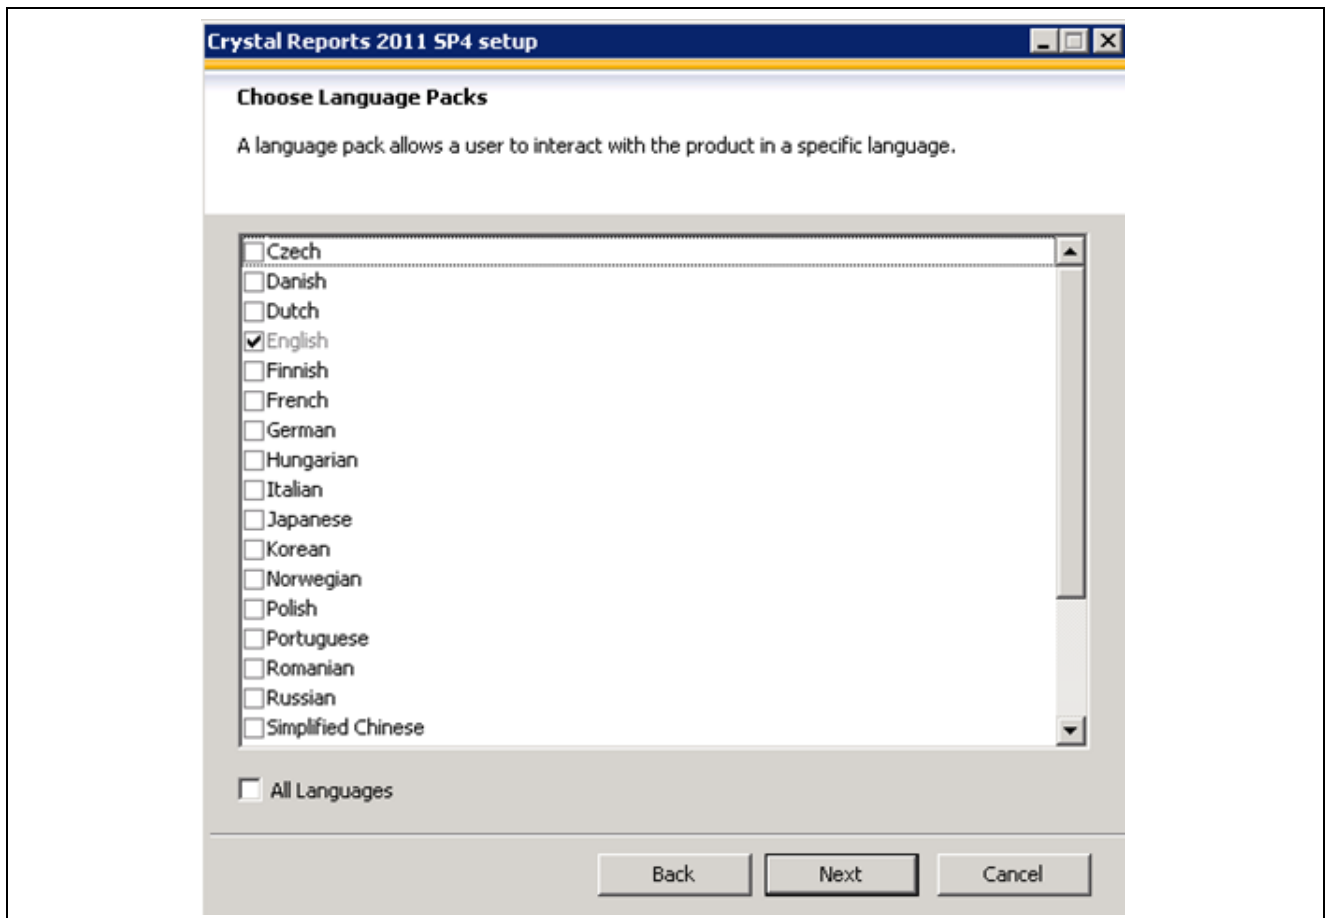 Crystal Reports 2011 SP4 setup
Choose Language Packs
A language pack allows a user to interact with the product in a specific language.
Czech
Danish
Dutch
English
Finnish
French
German
Hungarian
Italian
Japanese
Korean
Norwegian
Polish
Portuguese
Romanian
Russian
Simplified Chinese
All Languages
Back Next Cancel